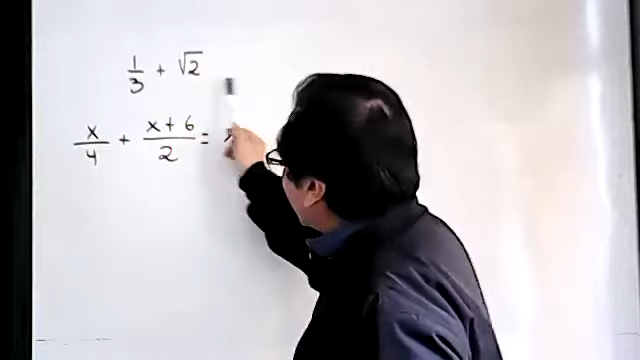 1/3 + √2
x/4 + (x+6)/2 =